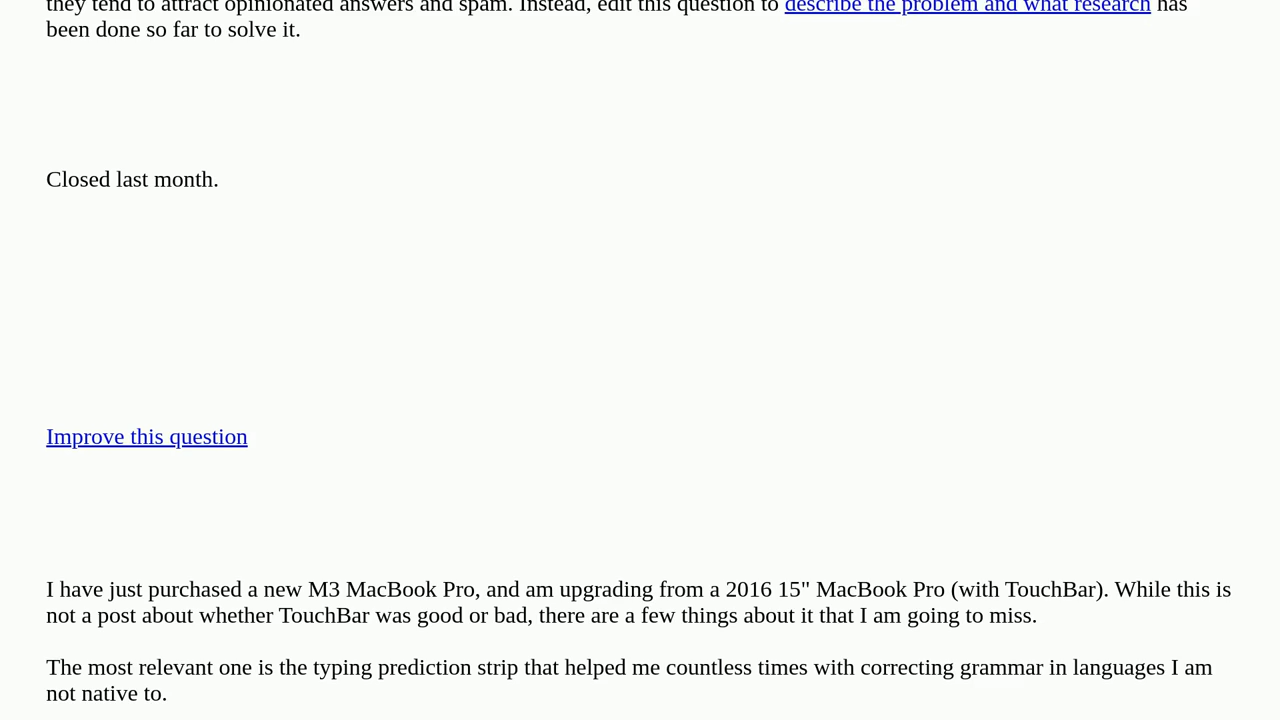 they tend to attract opinionated answers and spam. Instead, edit this question to describe the problem and what research has
been done so far to solve it.
Closed last month.
Improve this question
I have just purchased a new M3 MacBook Pro, and am upgrading from a 2016 15" MacBook Pro (with TouchBar). While this is
not a post about whether TouchBar was good or bad, there are a few things about it that I am going to miss.
The most relevant one is the typing prediction strip that helped me countless times with correcting grammar in languages I am
not native to.